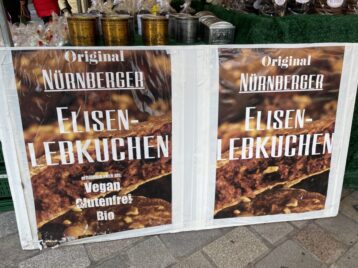 Original
NÜRNBERGER
ELISEN-
LEBKUCHEN
Vegan
Glutenfrei
Bio
Original
NÜRNBERGER
ELISEN-
LEBKUCHEN